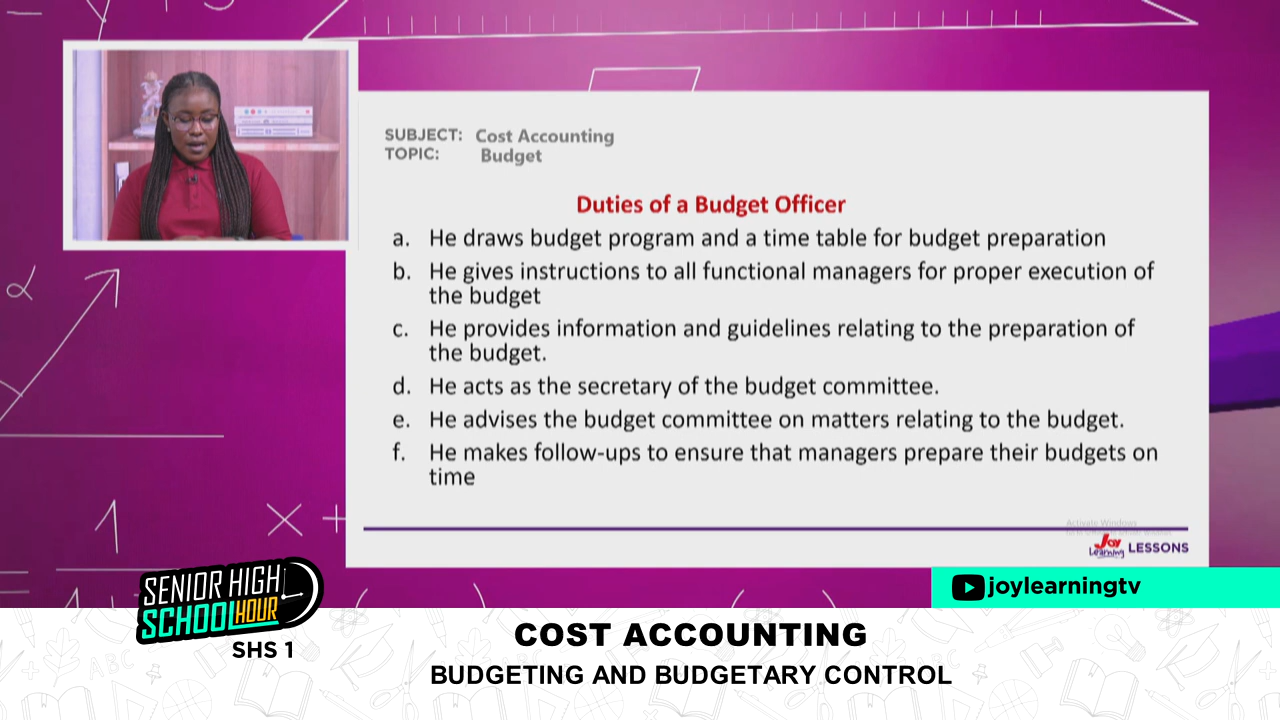 SUBJECT: Cost Accounting
TOPIC: Budget
Duties of a Budget Officer
a. He draws budget program and a time table for budget preparation
b. He gives instructions to all functional managers for proper execution of
the budget
c. He provides information and guidelines relating to the preparation of
the budget.
d. He acts as the secretary of the budget committee.
e. He advises the budget committee on matters relating to the budget.
f. He makes follow-ups to ensure that managers prepare their budgets on
time
Activate Windows
Joy Learning LESSONS
joylearningtv
SENIOR HIGH
SCHOOL HOUR
SHS 1
COST ACCOUNTING
BUDGETING AND BUDGETARY CONTROL